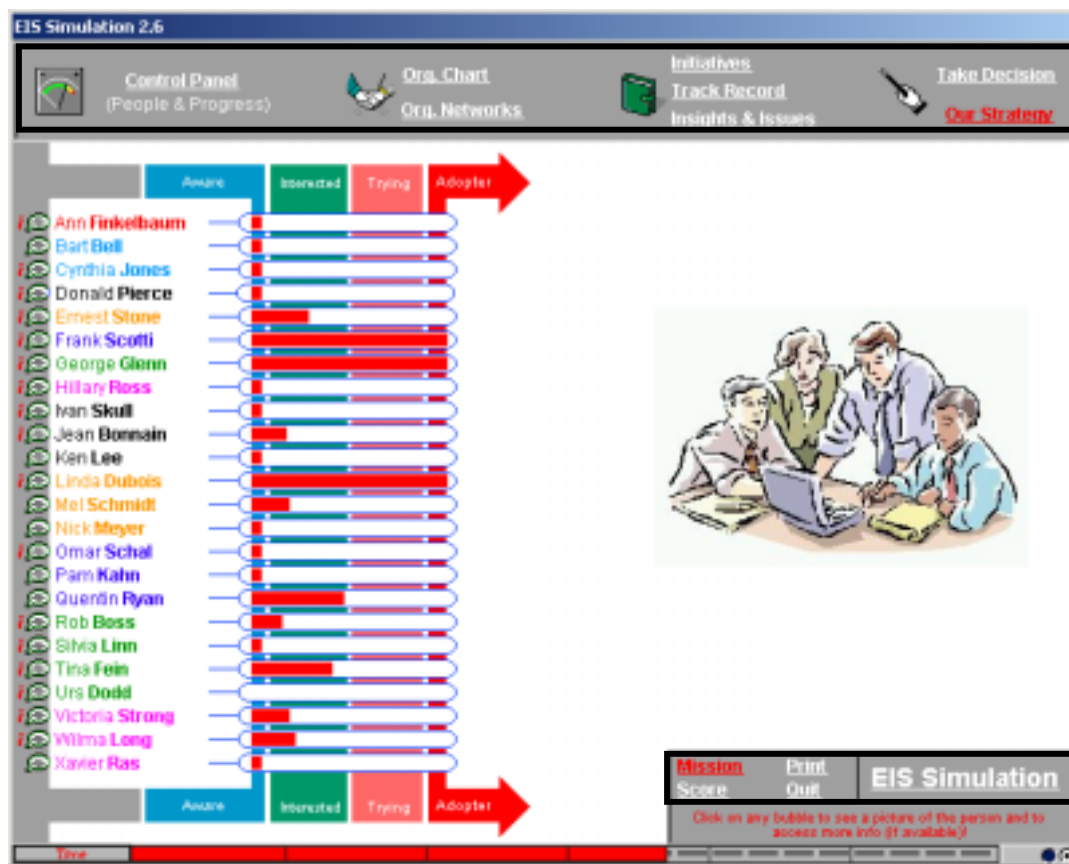 EIS Simulation 2.6
Control Panel
(People & Progress)
Org. Chart
Org. Networks
Initiatives
Track Record
Insights & Issues
Take Decision
Our Strategy
Aware Interested Trying Adopter
i Ann Finkelbaum
Bart Bell
i Cynthia Jones
i Donald Pierce
i Ernest Stone
i Frank Scotti
i George Glenn
i Hillary Ross
i Ivan Skull
i Jean Bonnain
Ken Lee
i Linda Dubois
Mel Schmidt
Nick Meyer
i Omar Schal
Pam Kahn
Quentin Ryan
i Rob Boss
i Silvia Linn
i Tina Fein
i Urs Dodd
i Victoria Strong
i Wilma Long
Xavier Ras
Aware Interested Trying Adopter
Mission Print
Score Quit
EIS Simulation
Click on any bubble to see a picture of the person and to
access more info (if available)!
Time